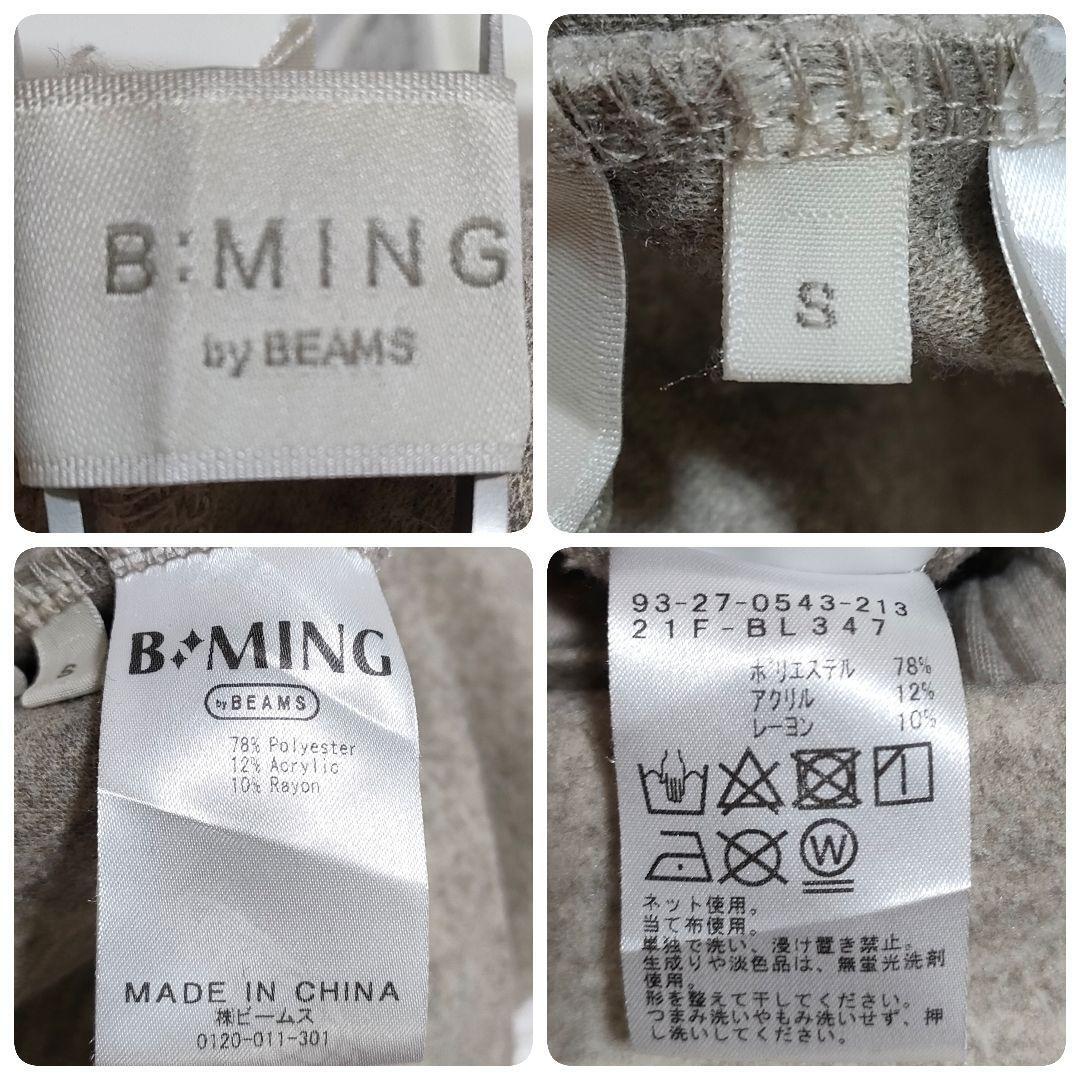 B:MING
by BEAMS
S
S
B:MING
by BEAMS
78% Polyester
12% Acrylic
10% Rayon
MADE IN CHINA
㈱ビームス
0120-011-301
93-27-0543-213
21F-BL347
ポリエステル 78%
アクリル 12%
レーヨン 10%
W
ネット使用。
当て布使用。
単独で洗い、浸け置き禁止。
生成りや淡色品は、無蛍光洗剤
使用。
形を整えて干してください。
つまみ洗いやもみ洗いせず、押
し洗いしてください。